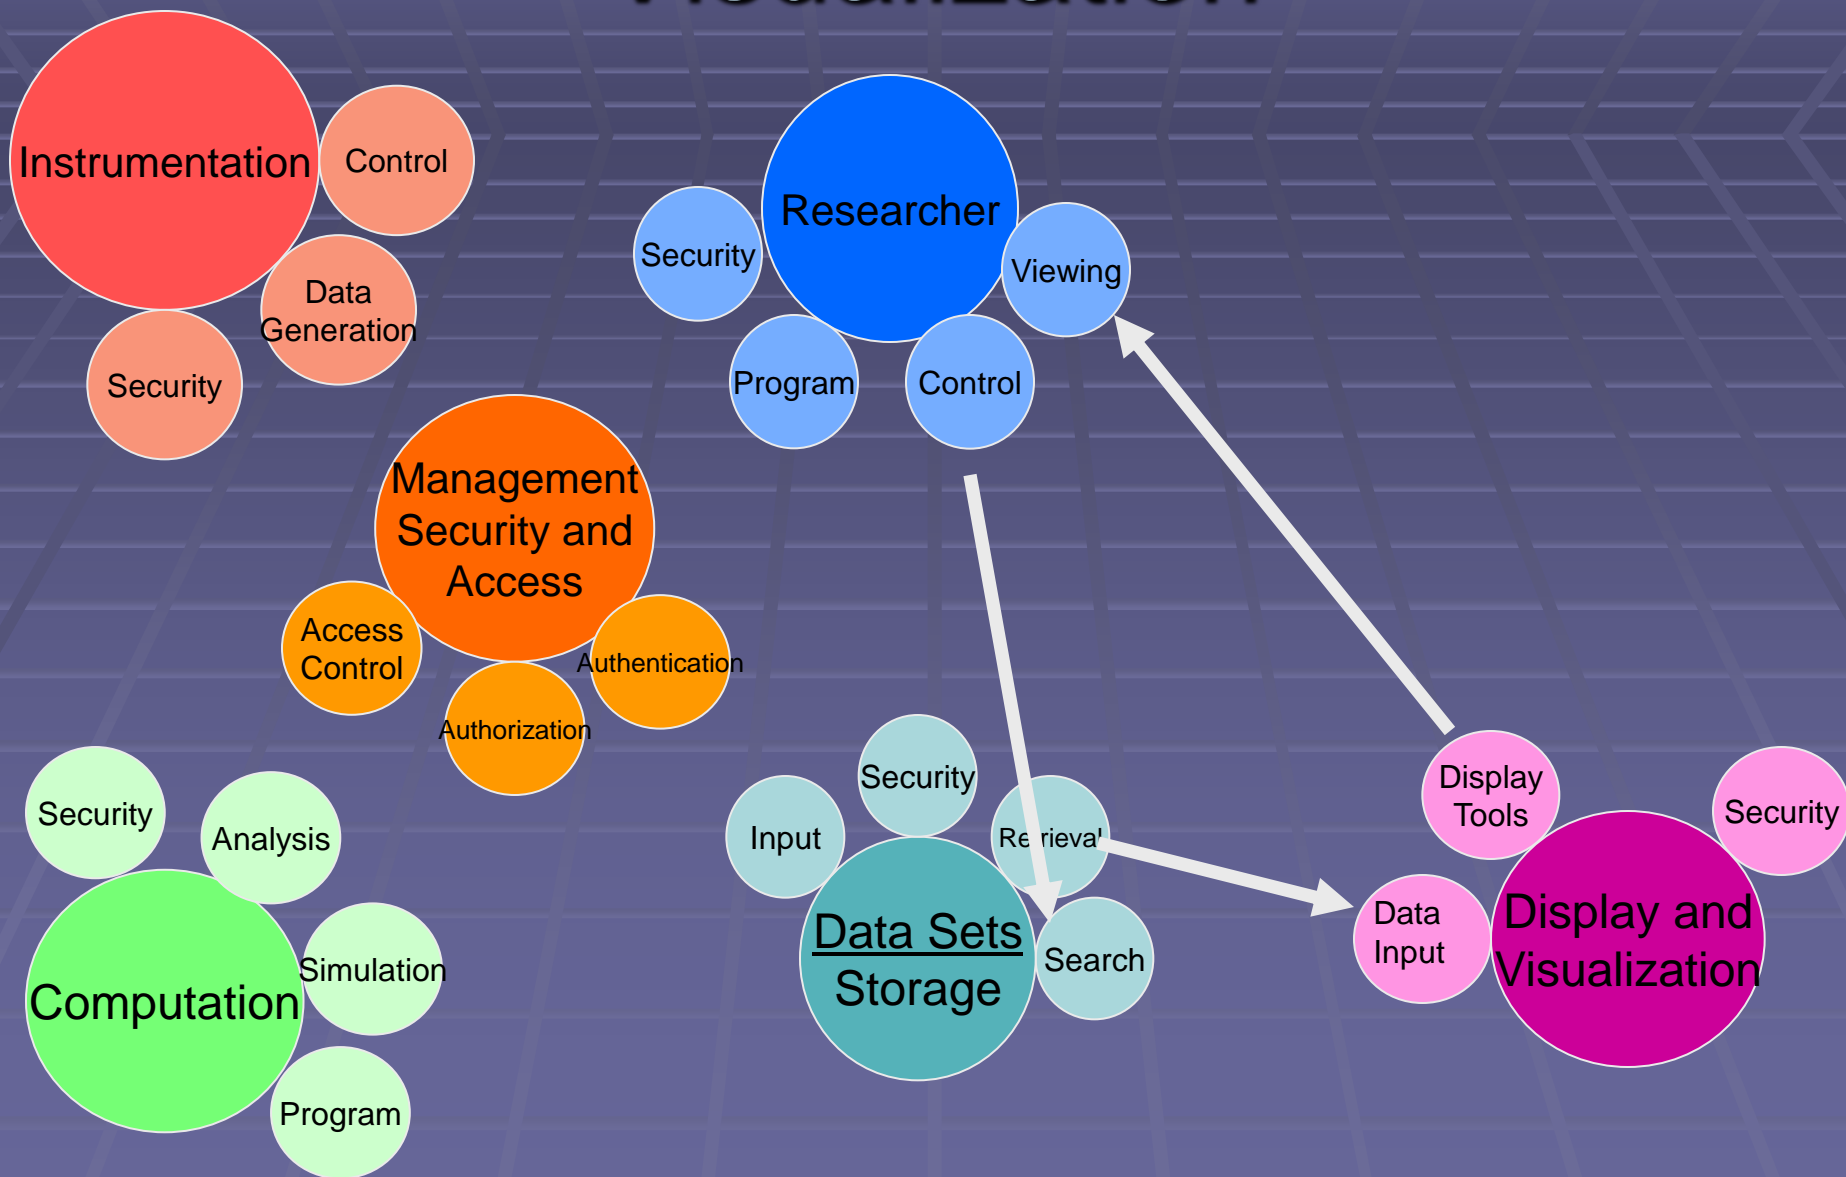 Visualization
Instrumentation
Control
Data
Generation
Security
Researcher
Security
Viewing
Program
Control
Management
Security and
Access
Access
Control
Authentication
Authorization
Security
Analysis
Simulation
Computation
Program
Security
Input
Retrieval
Data Sets
Storage
Search
Display
Tools
Security
Data
Input
Display and
Visualization